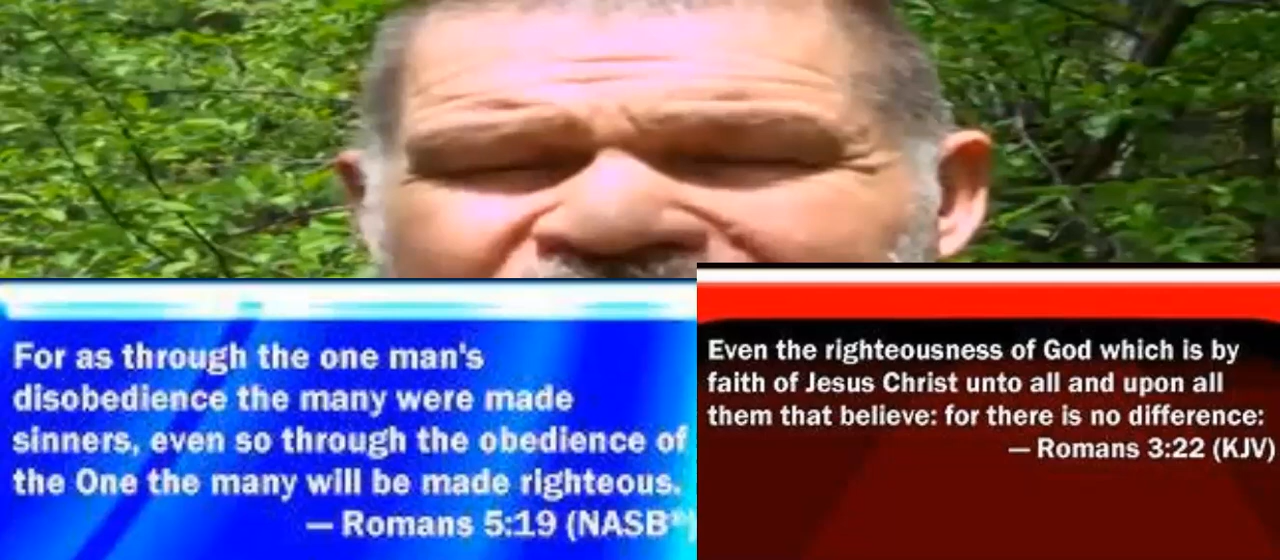 For as through the one man's
disobedience the many were made
sinners, even so through the obedience of
the One the many will be made righteous.
— Romans 5:19 (NASB®)
Even the righteousness of God which is by
faith of Jesus Christ unto all and upon all
them that believe: for there is no difference:
— Romans 3:22 (KJV)